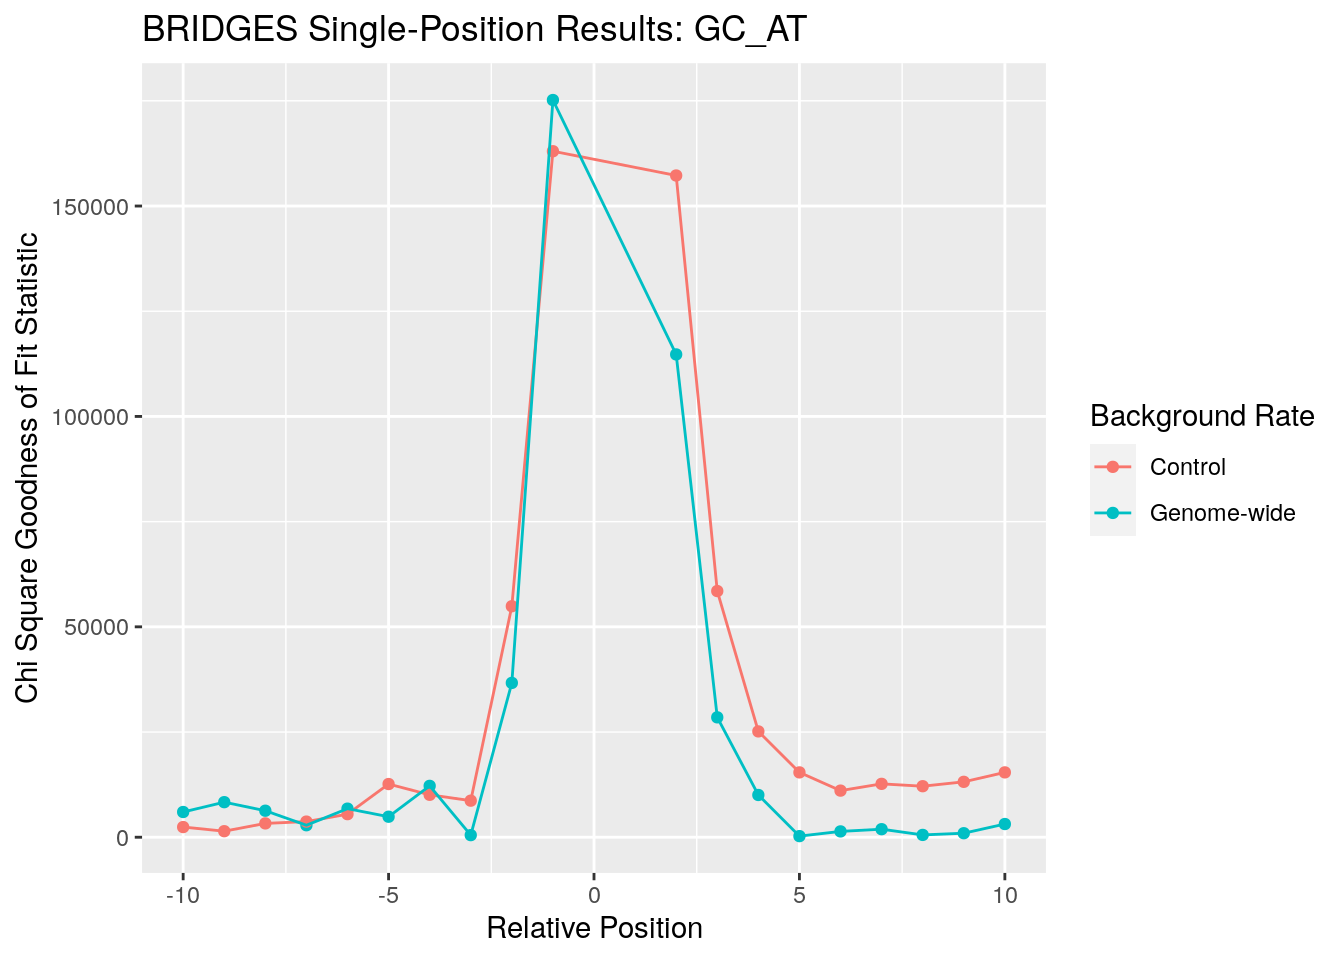 BRIDGES Single-Position Results: GC_AT
Chi Square Goodness of Fit Statistic
150000
100000
50000
0
-10
-5
0
5
10
Relative Position
Background Rate
Control
Genome-wide